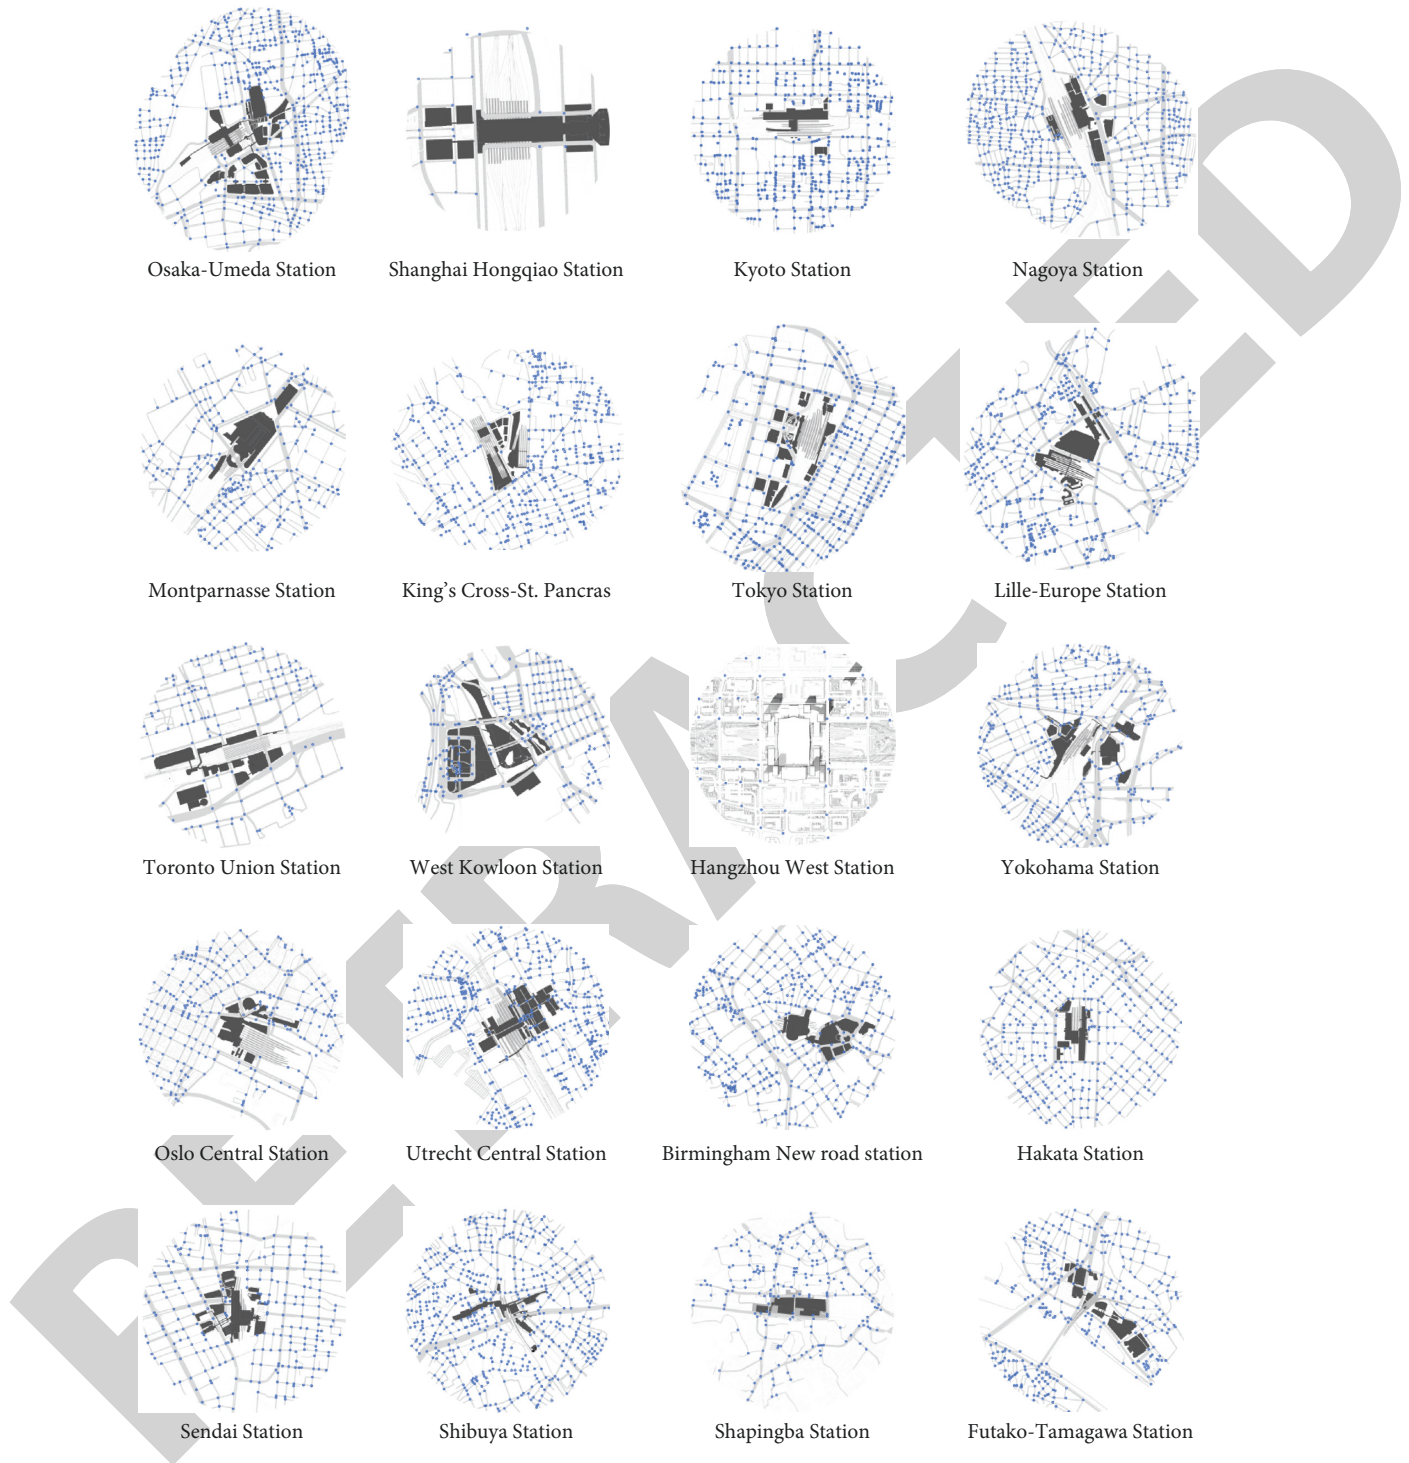 Osaka-Umeda Station
Shanghai Hongqiao Station
Kyoto Station
Nagoya Station
Montparnasse Station
King's Cross-St. Pancras
Tokyo Station
Lille-Europe Station
Toronto Union Station
West Kowloon Station
Hangzhou West Station
Yokohama Station
Oslo Central Station
Utrecht Central Station
Birmingham New road station
Hakata Station
Sendai Station
Shibuya Station
Shapingba Station
Futako-Tamagawa Station
RETRACTED